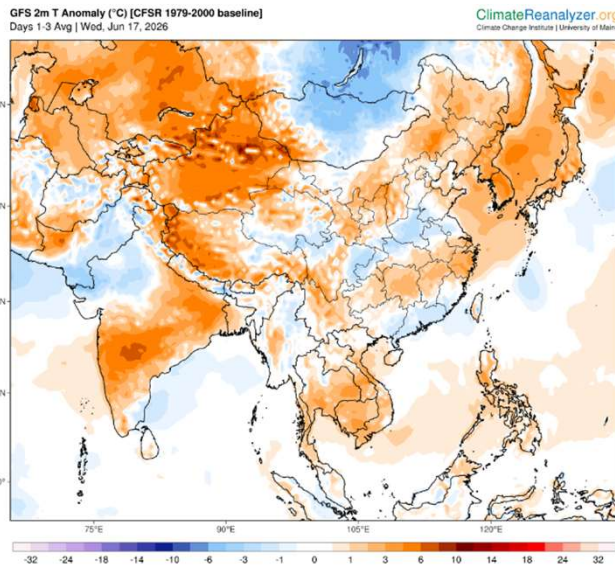 GFS 2m T Anomaly (°C) [CFSR 1979-2000 baseline]
Days 1-3 Avg | Wed, Jun 17, 2026
ClimateReanalyzer.org
Climate Change Institute | University of Main
75°E 90°E 105°E 120°E
-32 -24 -18 -14 -10 -6 -3 -1 0 1 3 6 10 14 18 24 32